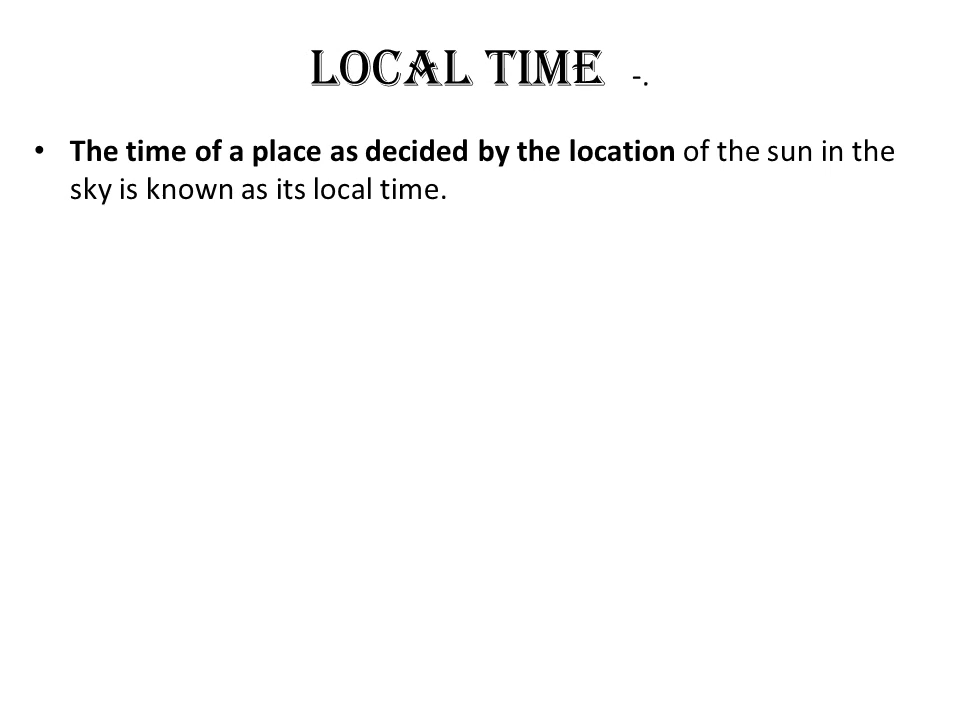 LOCAL TIME -.
• The time of a place as decided by the location of the sun in the
sky is known as its local time.